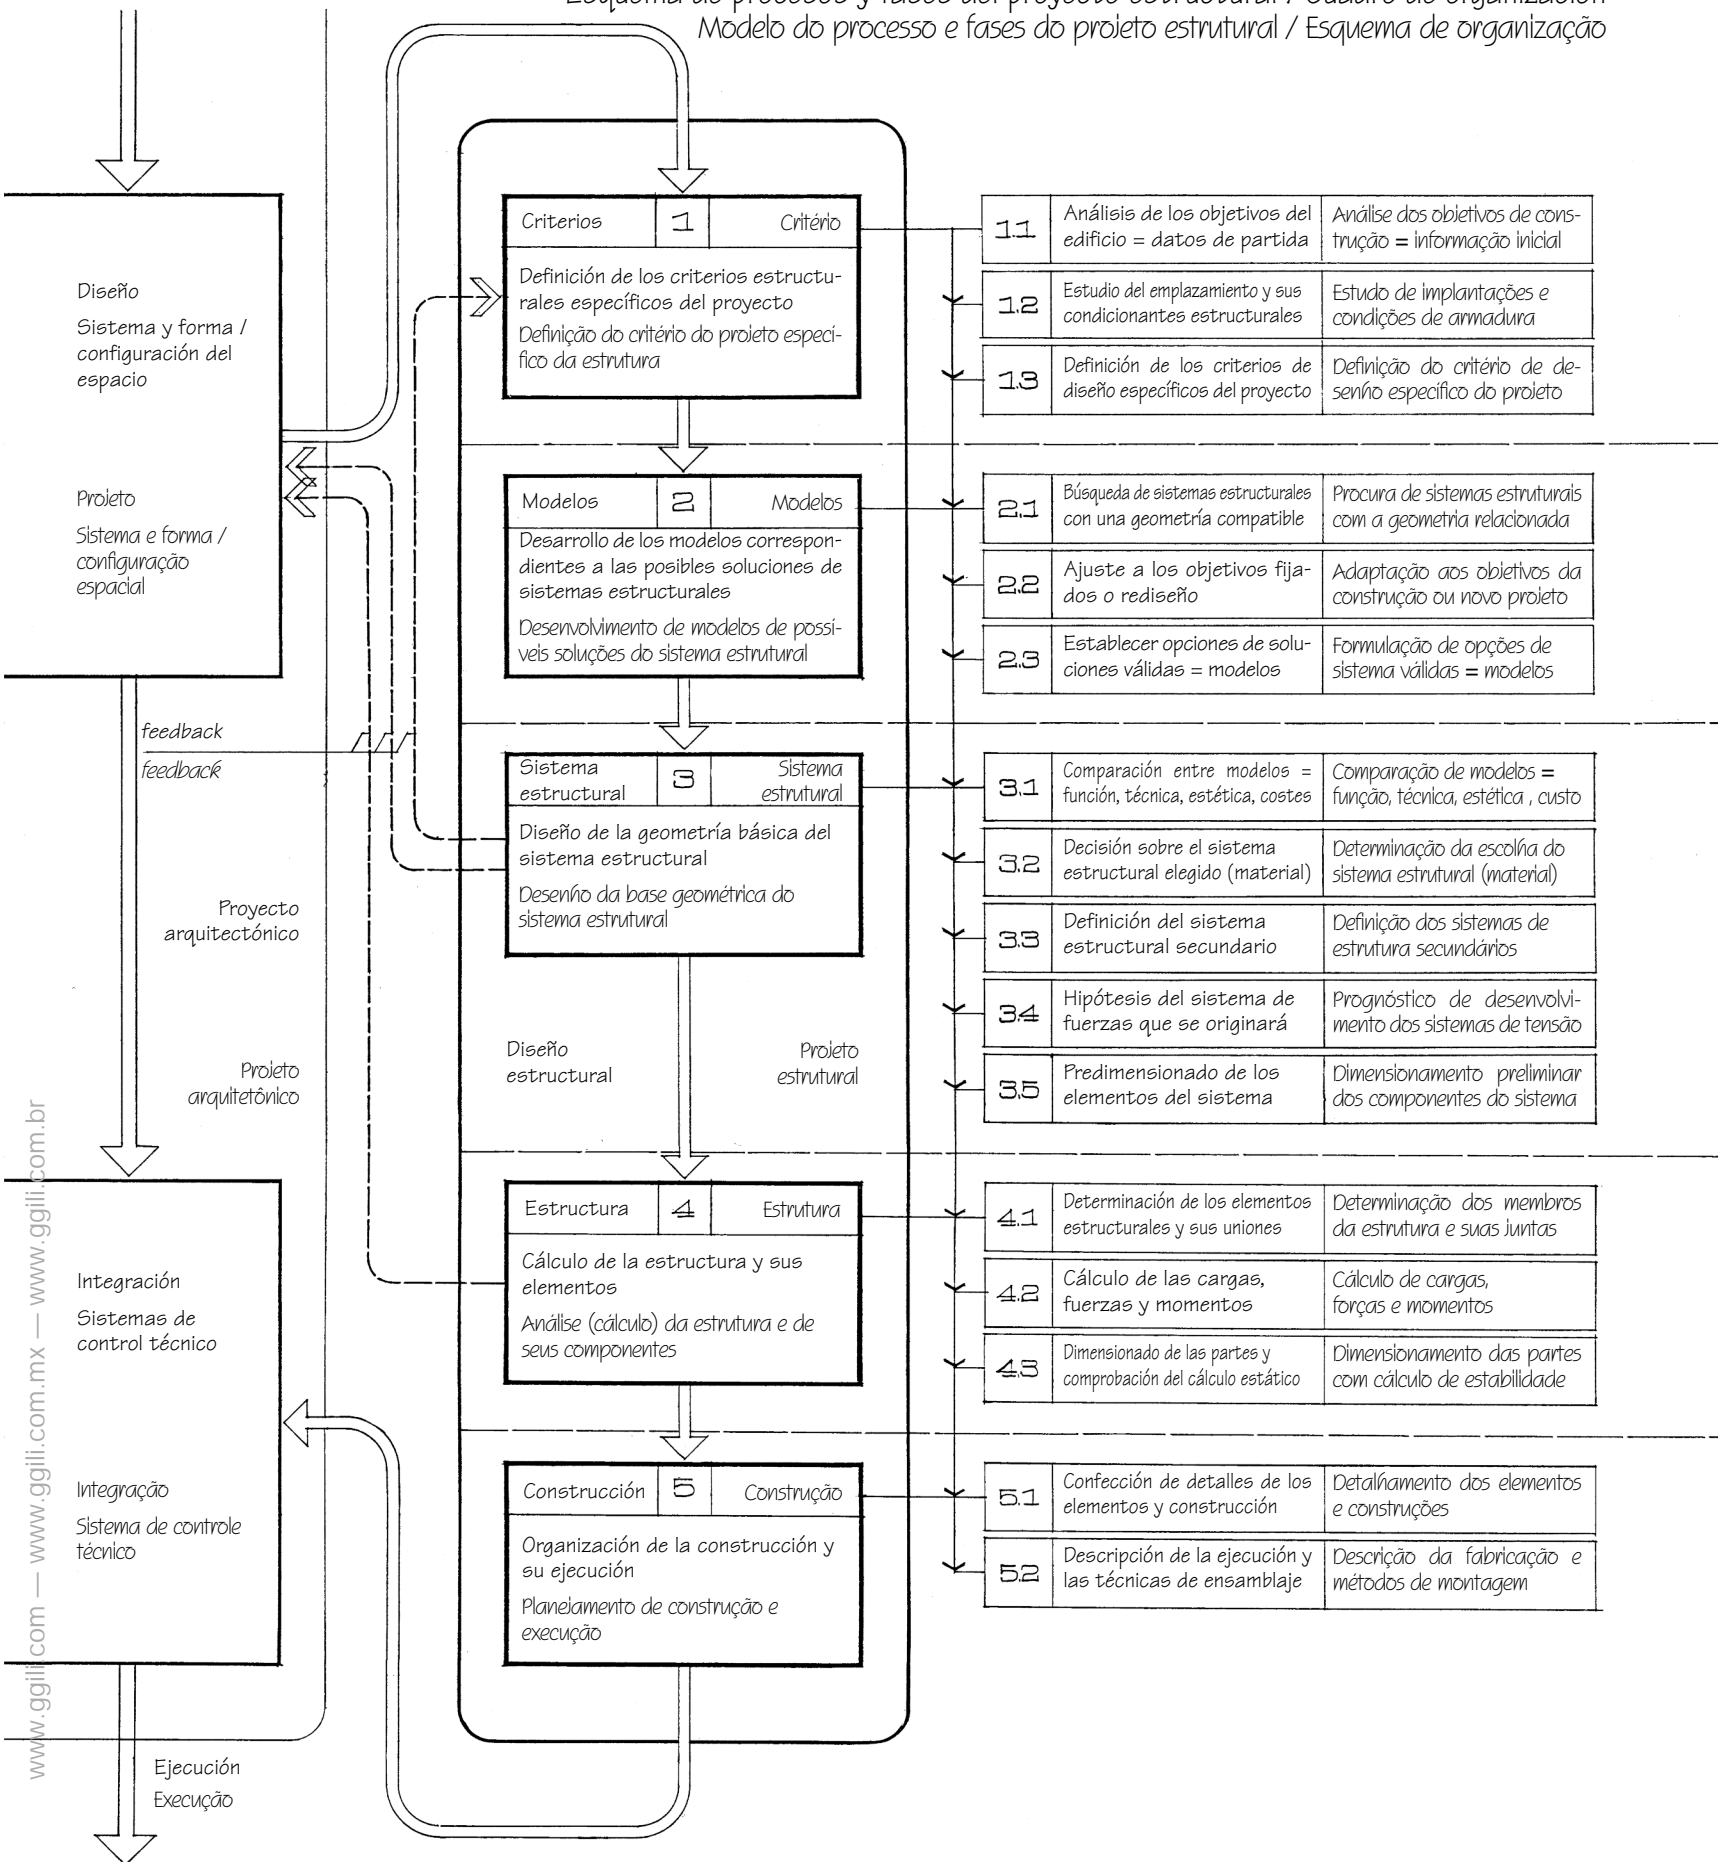 Esquema de procesos y fases del proyecto estructural / Cuadro de organización
Modelo do processo e fases do projeto estrutural / Esquema de organização
Diseño
Sistema y forma /
configuración del
espacio
Projeto
Sistema e forma /
configuração
espacial
feedback
feedback
Proyecto
arquitectónico
Projeto
arquitetônico
Integración
Sistemas de
control técnico
Integração
Sistema de controle
técnico
Ejecución
Execução
Criterios 1 Critério
Definición de los criterios estructu-
rales específicos del proyecto
Definição do critério do projeto especí-
fico da estrutura
Modelos 2 Modelos
Desarrollo de los modelos correspon-
dientes a las posibles soluciones de
sistemas estructurales
Desenvolvimento de modelos de possí-
veis soluções do sistema estrutural
Sistema
estructural
3
Sistema
estrutural
Diseño de la geometría básica del
sistema estructural
Desenho da base geométrica do
sistema estrutural
Diseño
estructural
Projeto
estrutural
Estructura 4 Estrutura
Cálculo de la estructura y sus
elementos
Análise (cálculo) da estrutura e de
seus componentes
Construcción 5 Construção
Organización de la construcción y
su ejecución
Planejamento de construção e
execução
1.1
Análisis de los objetivos del
edificio = datos de partida
Análise dos objetivos de cons-
trução = informação inicial
1.2
Estudio del emplazamiento y sus
condicionantes estructurales
Estudo de implantações e
condições de armadura
1.3
Definición de los criterios de
diseño específicos del proyecto
Definição do critério de de-
senho específico do projeto
2.1
Búsqueda de sistemas estructurales
con una geometría compatible
Procura de sistemas estruturais
com a geometria relacionada
2.2
Ajuste a los objetivos fija-
dos o rediseño
Adaptação aos objetivos da
construção ou novo projeto
2.3
Establecer opciones de solu-
ciones válidas = modelos
Formulação de opções de
sistema válidas = modelos
3.1
Comparación entre modelos =
función, técnica, estética, costes
Comparação de modelos =
função, técnica, estética , custo
3.2
Decisión sobre el sistema
estructural elegido (material)
Determinação da escolha do
sistema estrutural (material)
3.3
Definición del sistema
estructural secundario
Definição dos sistemas de
estrutura secundários
3.4
Hipótesis del sistema de
fuerzas que se originará
Prognóstico de desenvolvi-
mento dos sistemas de tensão
3.5
Predimensionado de los
elementos del sistema
Dimensionamento preliminar
dos componentes do sistema
4.1
Determinación de los elementos
estructurales y sus uniones
Determinação dos membros
da estrutura e suas juntas
4.2
Cálculo de las cargas,
fuerzas y momentos
Cálculo de cargas,
forças e momentos
4.3
Dimensionado de las partes y
comprobación del cálculo estático
Dimensionamento das partes
com cálculo de estabilidade
5.1
Confección de detalles de los
elementos y construcción
Detalhamento dos elementos
e construções
5.2
Descripción de la ejecución y
las técnicas de ensamblaje
Descrição da fabricação e
métodos de montagem
www.ggili.com — www.ggili.com.mx — www.ggili.com.br